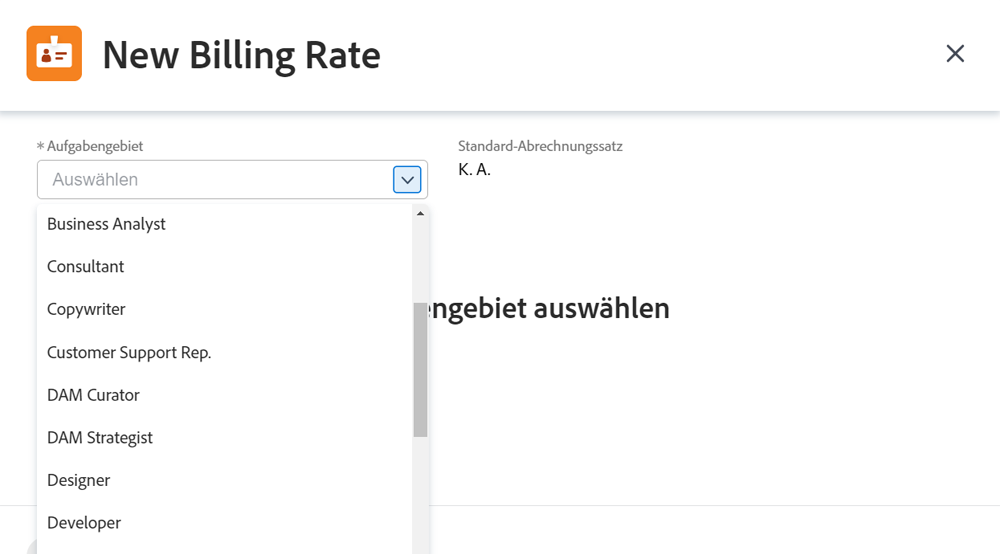 New Billing Rate
* Aufgabengebiet
Auswählen
Standard-Abrechnungssatz
K. A.
Business Analyst
Consultant
Copywriter
Customer Support Rep.
DAM Curator
DAM Strategist
Designer
Developer
engebiet auswählen